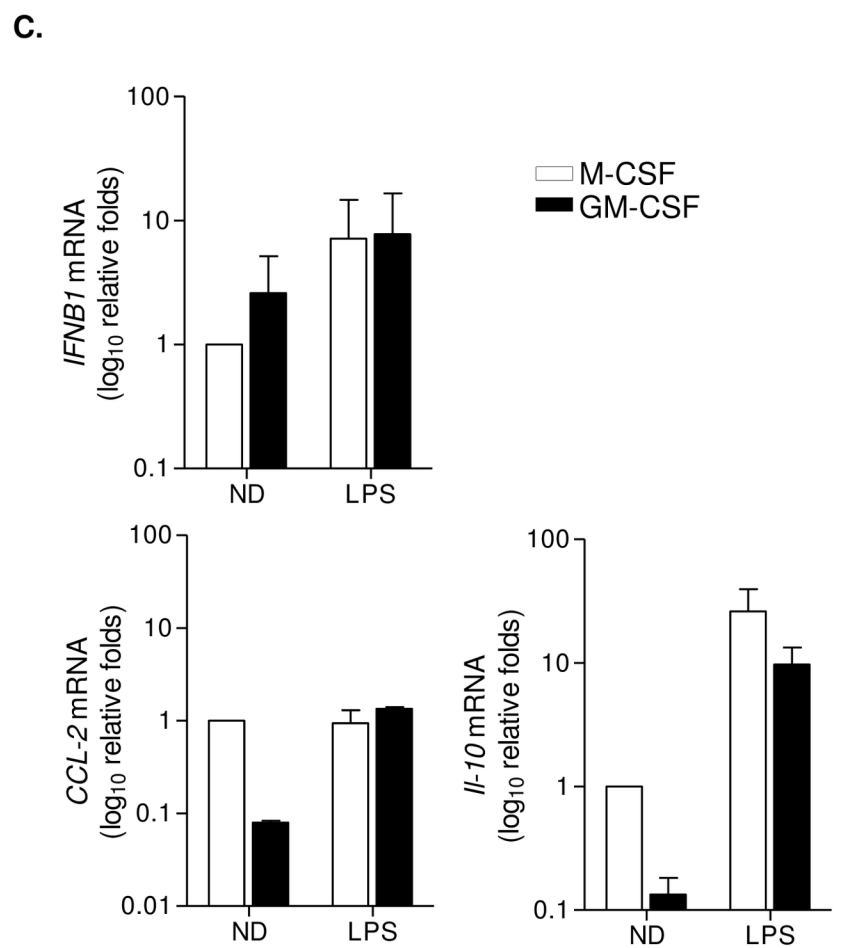 C.
100
10
1
0.1
IFNB1 mRNA
(log10 relative folds)
ND LPS
M-CSF
GM-CSF
100
10
1
0.1
0.01
CCL-2 mRNA
(log10 relative folds)
ND LPS
100
10
1
0.1
Il-10 mRNA
(log10 relative folds)
ND LPS